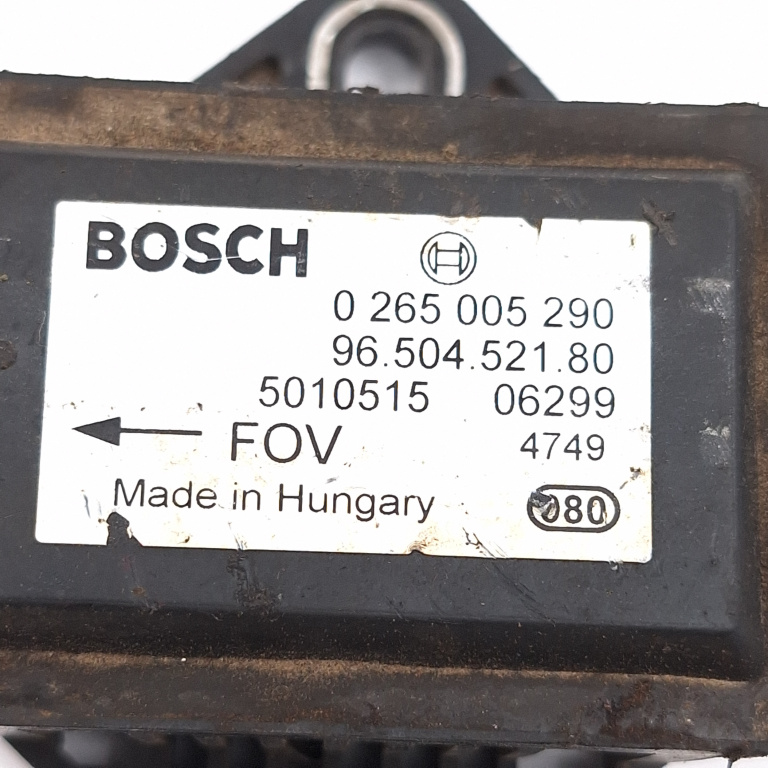 BOSCH
0 265 005 290
96.504.521.80
5010515 06299
FOV 4749
Made in Hungary 080